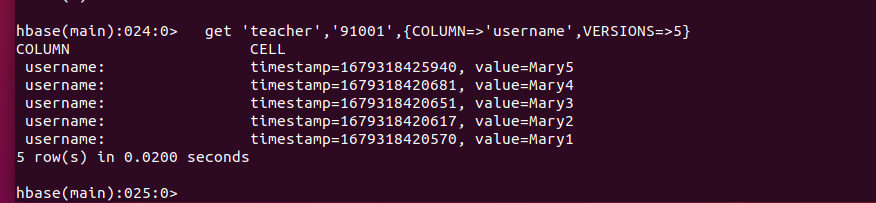 hbase(main):024:0>   get 'teacher','91001',{COLUMN=>'username',VERSIONS=>5}
COLUMN                     CELL
 username:                 timestamp=1679318425940, value=Mary5
 username:                 timestamp=1679318420681, value=Mary4
 username:                 timestamp=1679318420651, value=Mary3
 username:                 timestamp=1679318420617, value=Mary2
 username:                 timestamp=1679318420570, value=Mary1
5 row(s) in 0.0200 seconds
hbase(main):025:0>